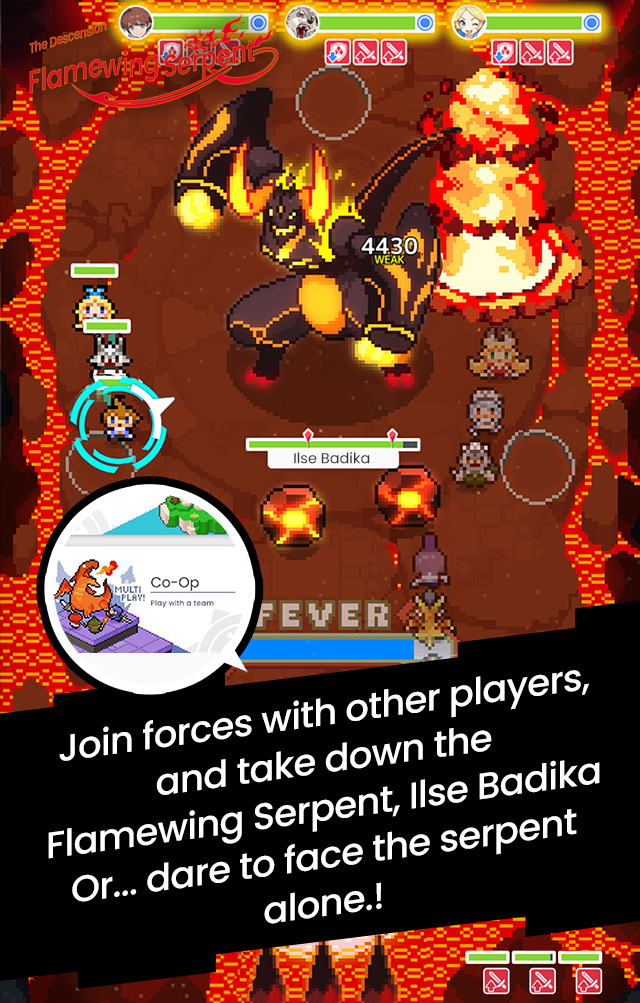 The Descension
Flamewing Serpent
4430
WEAK
Ilse Badika
Co-Op
MULTI
PLAY!
Play with a team
FEVER
Join forces with other players,
and take down the
Flamewing Serpent, Ilse Badika
Or... dare to face the serpent
alone.!